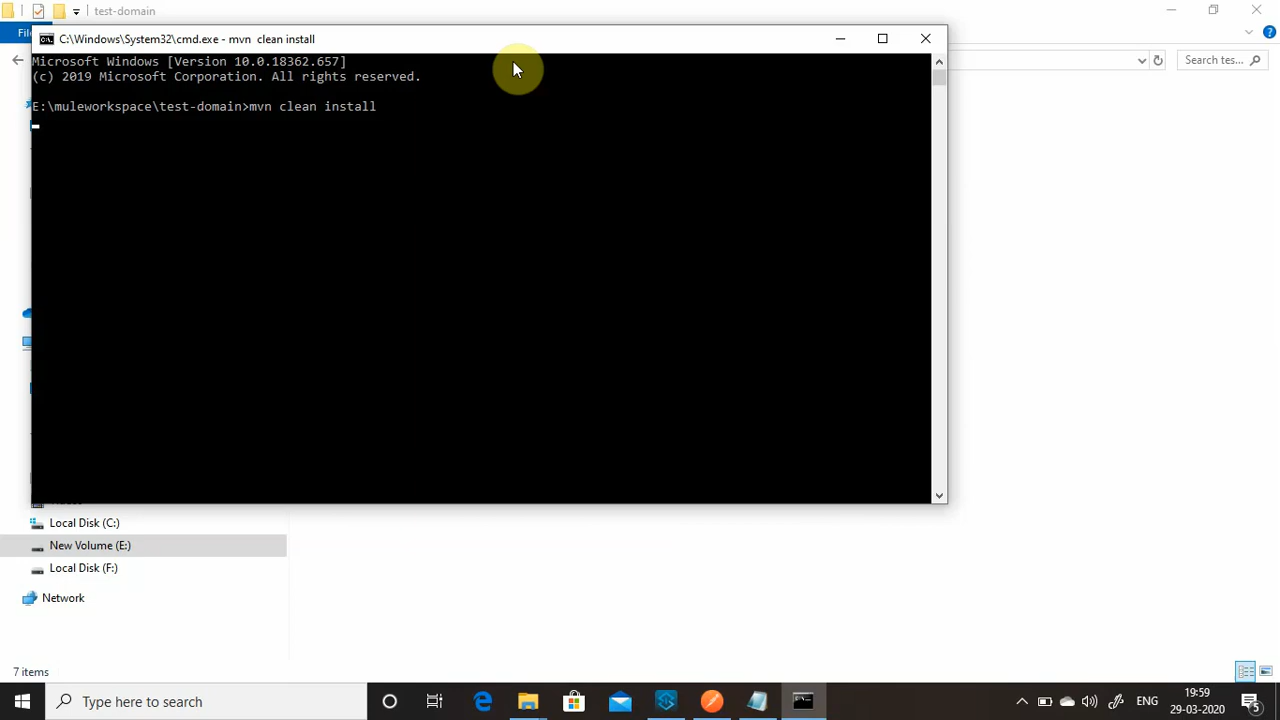 test-domain
Fil
C:\Windows\System32\cmd.exe - mvn  clean install
Microsoft Windows [Version 10.0.18362.657]
(c) 2019 Microsoft Corporation. All rights reserved.
Search tes...
E:\muleworkspace\test-domain>mvn clean install
Local Disk (C:)
New Volume (E:)
Local Disk (F:)
Network
7 items
Type here to search
ENG
19:59
29-03-2020
5